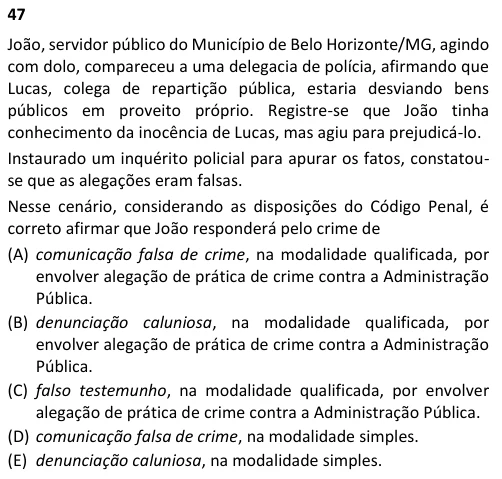 47
João, servidor público do Município de Belo Horizonte/MG, agindo
com dolo, compareceu a uma delegacia de polícia, afirmando que
Lucas, colega de repartição pública, estaria desviando bens
públicos em proveito próprio. Registre-se que João tinha
conhecimento da inocência de Lucas, mas agiu para prejudicá-lo.
Instaurado um inquérito policial para apurar os fatos, constatou-
se que as alegações eram falsas.
Nesse cenário, considerando as disposições do Código Penal, é
correto afirmar que João responderá pelo crime de
(A) comunicação falsa de crime, na modalidade qualificada, por
envolver alegação de prática de crime contra a Administração
Pública.
(B) denunciação caluniosa, na modalidade qualificada, por
envolver alegação de prática de crime contra a Administração
Pública.
(C) falso testemunho, na modalidade qualificada, por envolver
alegação de prática de crime contra a Administração Pública.
(D) comunicação falsa de crime, na modalidade simples.
(E) denunciação caluniosa, na modalidade simples.